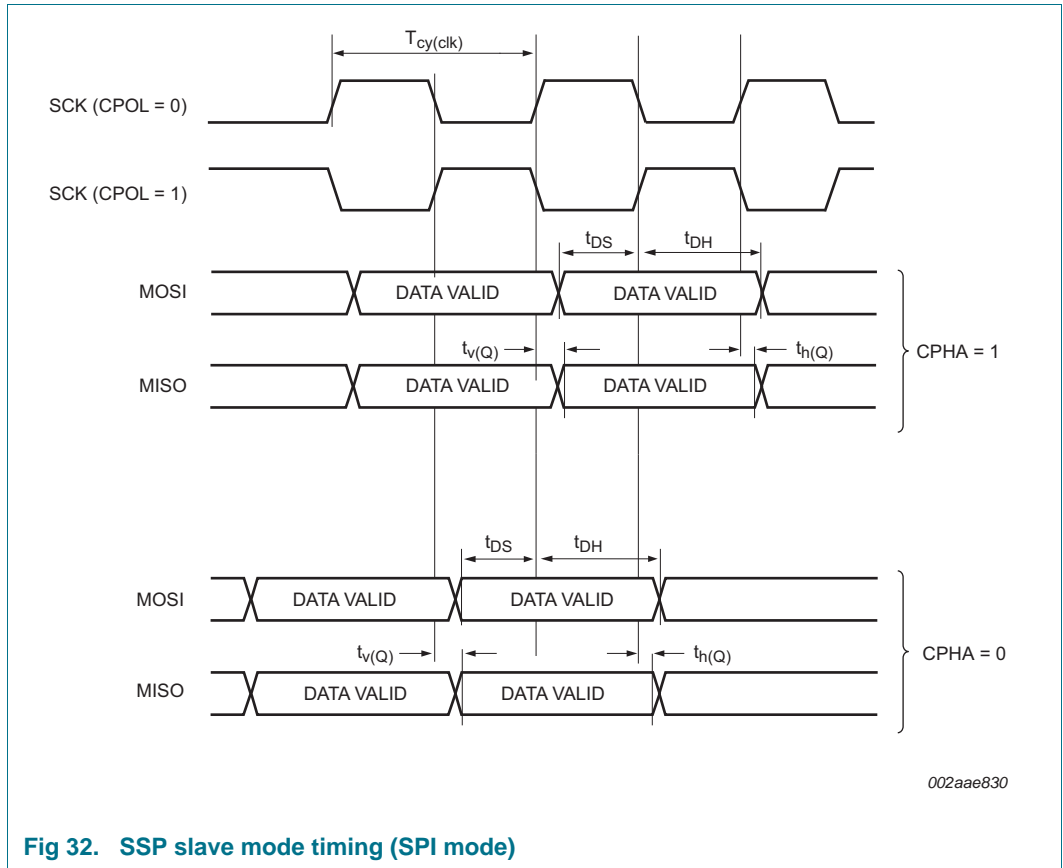 Tcy(clk)
SCK (CPOL = 0)
SCK (CPOL = 1)
tDS tDH
MOSI DATA VALID DATA VALID
tv(Q) th(Q)
CPHA = 1
MISO DATA VALID DATA VALID
tDS tDH
MOSI DATA VALID DATA VALID
tv(Q) th(Q)
CPHA = 0
MISO DATA VALID DATA VALID
002aae830
Fig 32. SSP slave mode timing (SPI mode)